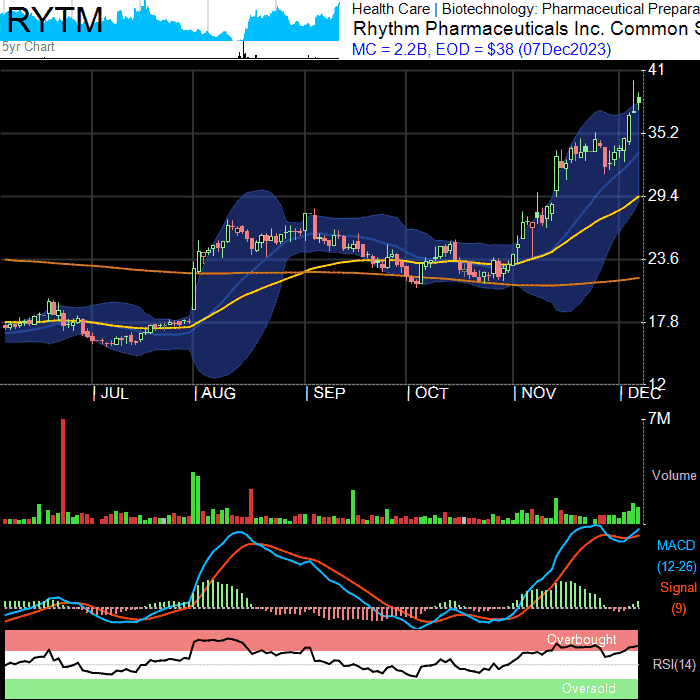 RYTM
5yr Chart
Health Care | Biotechnology: Pharmaceutical Prepara
Rhythm Pharmaceuticals Inc. Common S
MC = 2.2B, EOD = $38 (07Dec2023)
41
35.2
29.4
23.6
17.8
12
| JUL | AUG | SEP | OCT | NOV | DEC
7M
Volume
MACD
(12-26)
Signal
(9)
Overbought
RSI(14)
Oversold